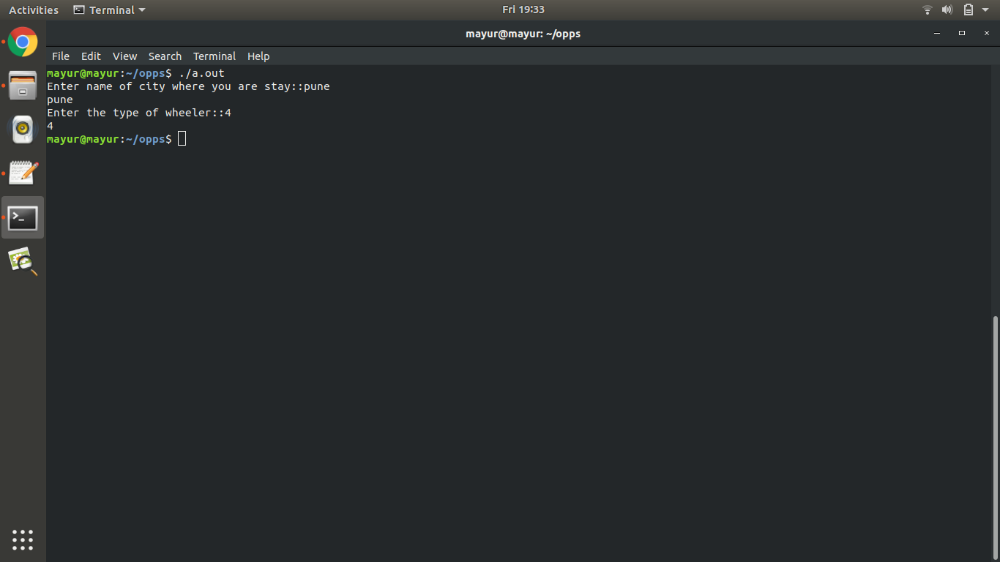 Activities Terminal Fri 19:33
mayur@mayur: ~/opps
File Edit View Search Terminal Help
mayur@mayur:~/opps$ ./a.out
Enter name of city where you are stay::pune
pune
Enter the type of wheeler::4
4
mayur@mayur:~/opps$